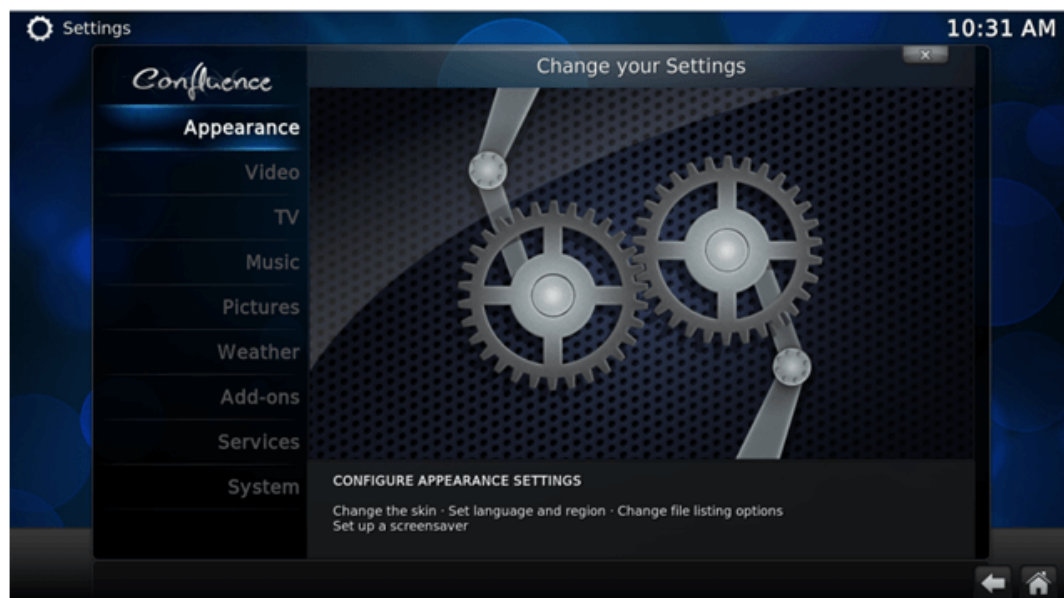 Settings
10:31 AM
Confluence
Change your Settings
Appearance
Video
TV
Music
Pictures
Weather
Add-ons
Services
System
CONFIGURE APPEARANCE SETTINGS
Change the skin · Set language and region · Change file listing options
Set up a screensaver